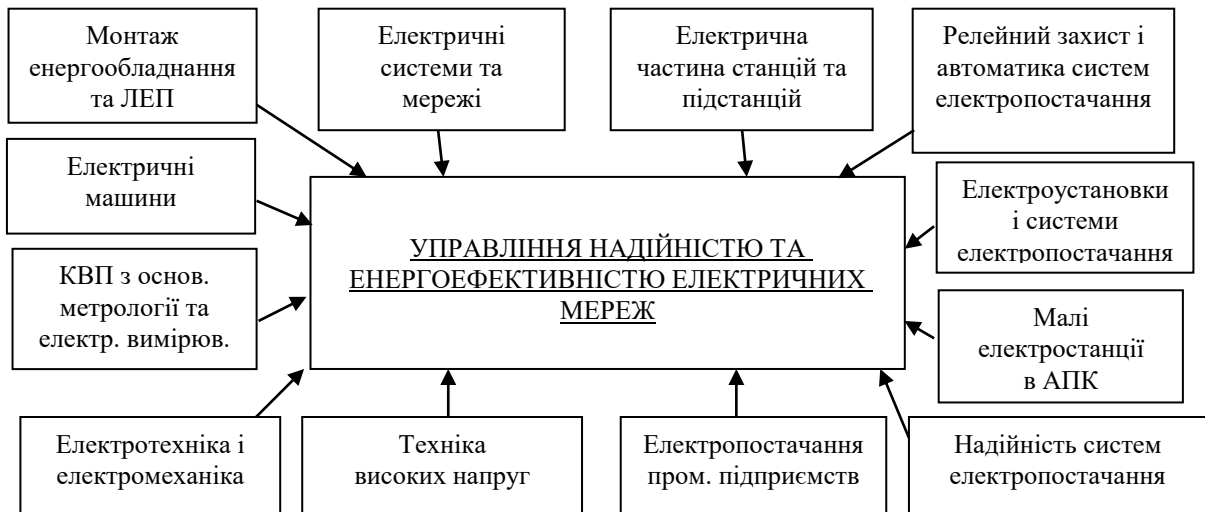 Монтаж
енергообладнання
та ЛЕП
Електричні
системи та
мережі
Електрична
частина станцій та
підстанцій
Релейний захист і
автоматика систем
електропостачання
Електричні
машини
Електроустановки
і системи
електропостачання
УПРАВЛІННЯ НАДІЙНІСТЮ ТА
ЕНЕРГОЕФЕКТИВНІСТЮ ЕЛЕКТРИЧНИХ
МЕРЕЖ
КВП з основ.
метрології та
електр. вимірюв.
Малі
електростанції
в АПК
Електротехніка і
електромеханіка
Техніка
високих напруг
Електропостачання
пром. підприємств
Надійність систем
електропостачання